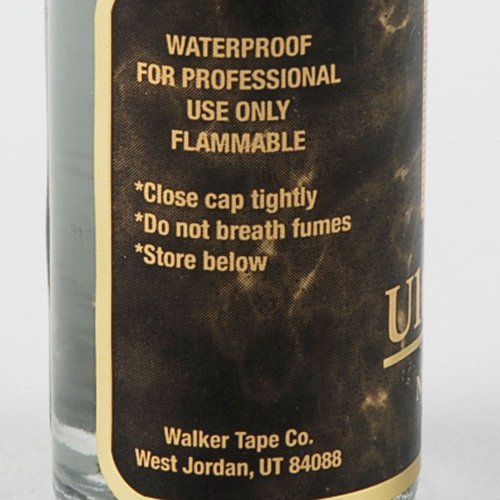 WATERPROOF
FOR PROFESSIONAL
USE ONLY
FLAMMABLE
*Close cap tightly
*Do not breath fumes
*Store below
Walker Tape Co.
West Jordan, UT 84088